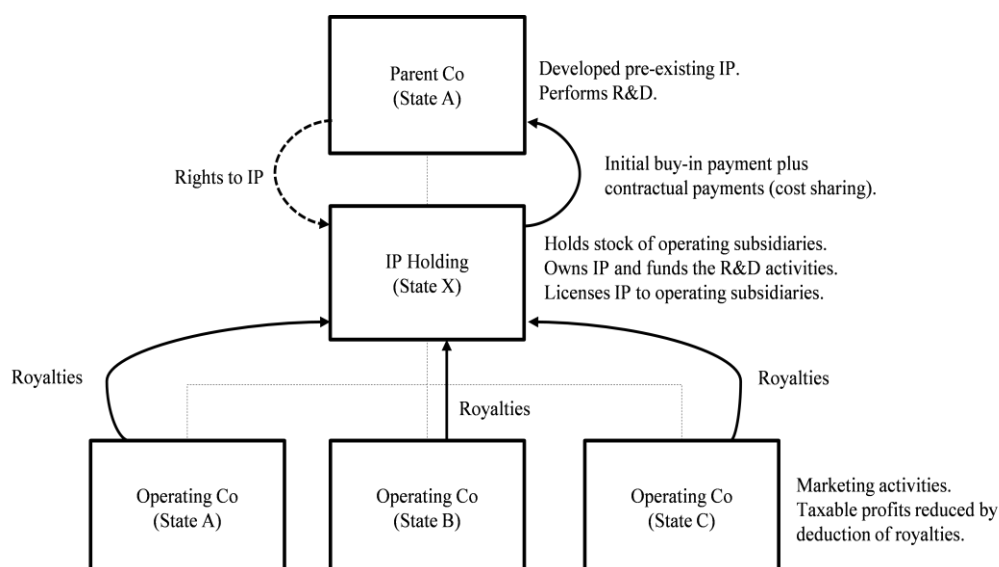 Parent Co
(State A)
Developed pre-existing IP.
Performs R&D.
Rights to IP
Initial buy-in payment plus
contractual payments (cost sharing).
IP Holding
(State X)
Holds stock of operating subsidiaries.
Owns IP and funds the R&D activities.
Licenses IP to operating subsidiaries.
Royalties
Royalties
Royalties
Operating Co
(State A)
Operating Co
(State B)
Operating Co
(State C)
Marketing activities.
Taxable profits reduced by
deduction of royalties.